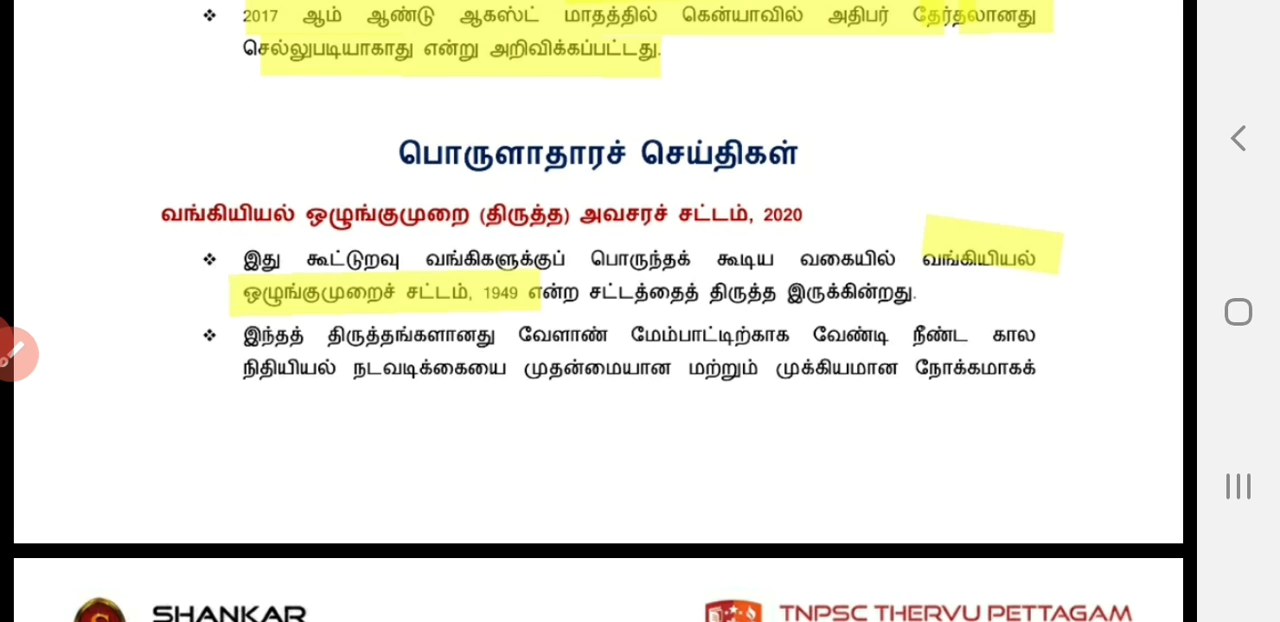 ❖ 2017 ஆம் ஆண்டு ஆகஸ்ட் மாதத்தில் கென்யாவில் அதிபர் தேர்தலானது
செல்லுபடியாகாது என்று அறிவிக்கப்பட்டது.
பொருளாதாரச் செய்திகள்
வங்கியியல் ஒழுங்குமுறை (திருத்த) அவசரச் சட்டம், 2020
❖ இது கூட்டுறவு வங்கிகளுக்குப் பொருந்தக் கூடிய வகையில் வங்கியியல்
ஒழுங்குமுறைச் சட்டம், 1949 என்ற சட்டத்தைத் திருத்த இருக்கின்றது.
❖ இந்தத் திருத்தங்களானது வேளாண் மேம்பாட்டிற்காக வேண்டி நீண்ட கால
நிதியியல் நடவடிக்கையை முதன்மையான மற்றும் முக்கியமான நோக்கமாகக்
SHANKAR TNPSC THERVU PETTAGAM